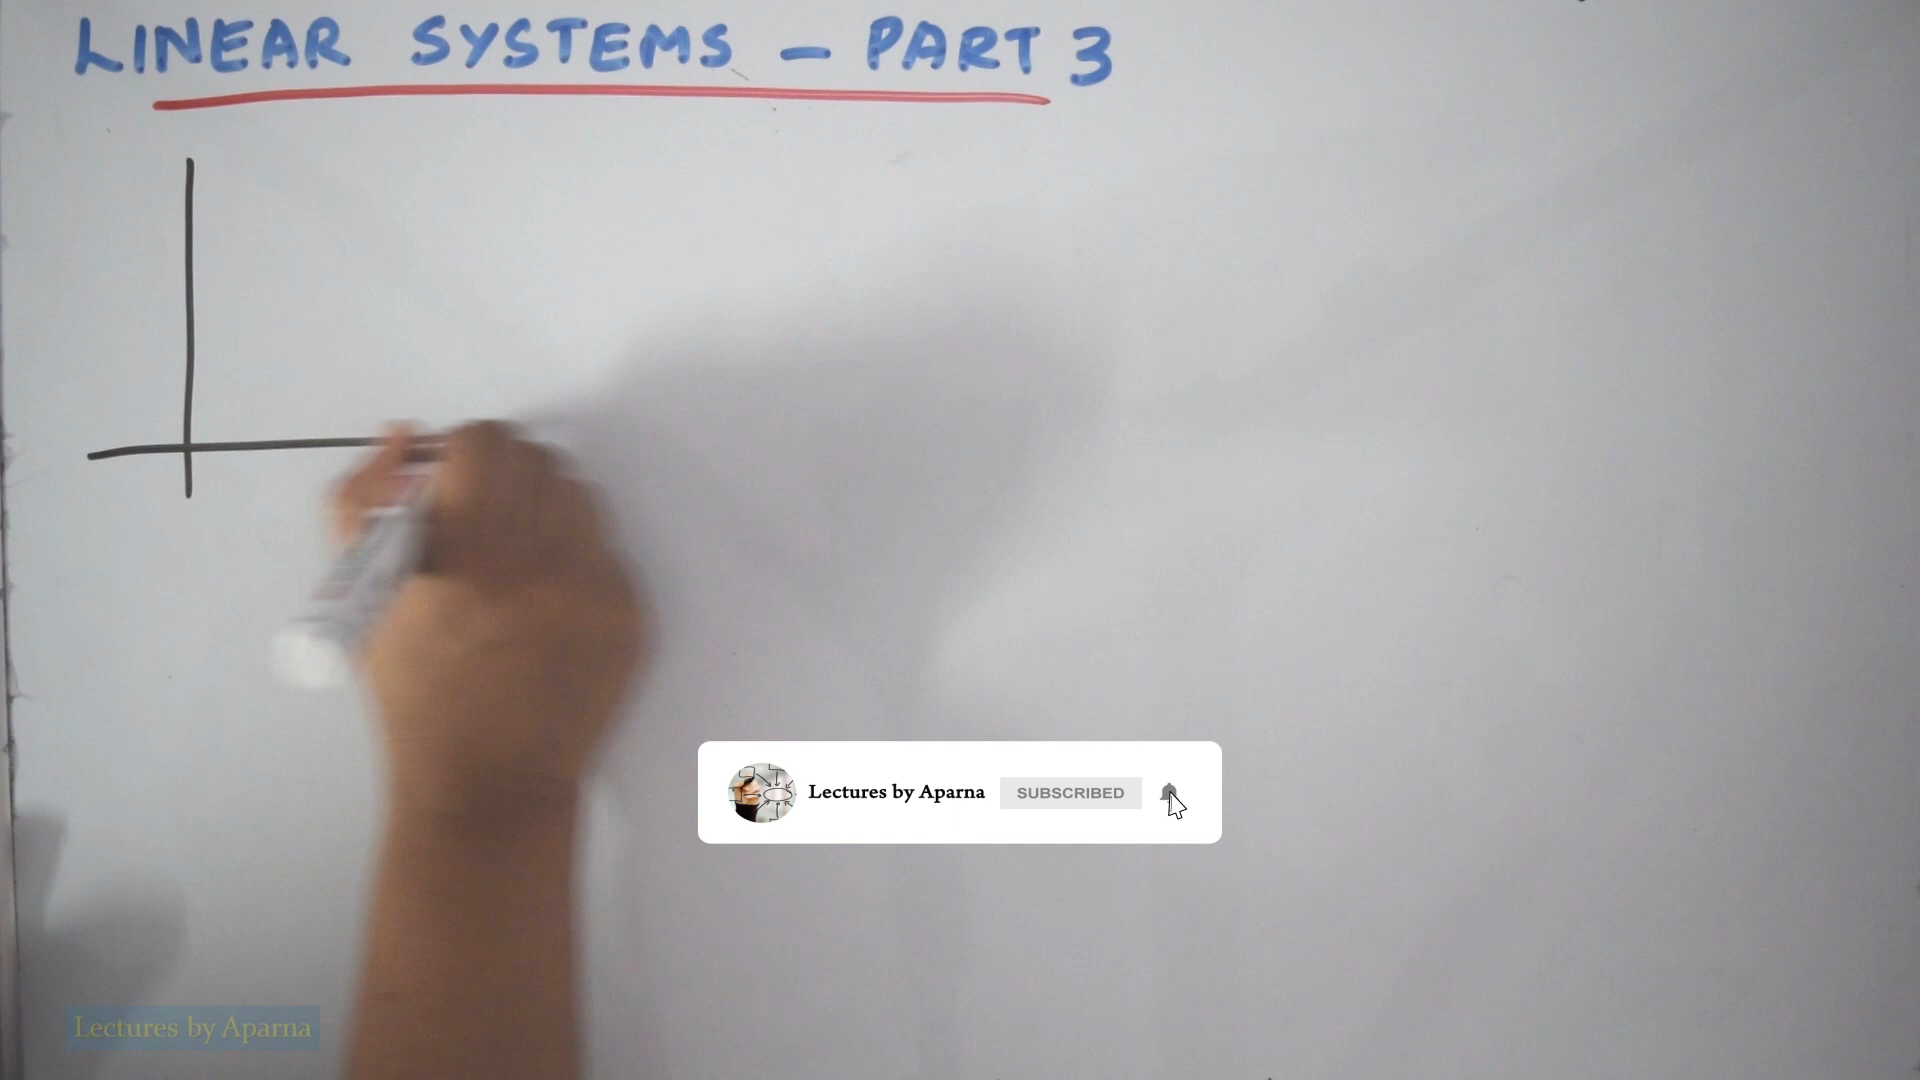 LINEAR SYSTEMS - PART 3
Lectures by Aparna SUBSCRIBED
Lectures by Aparna